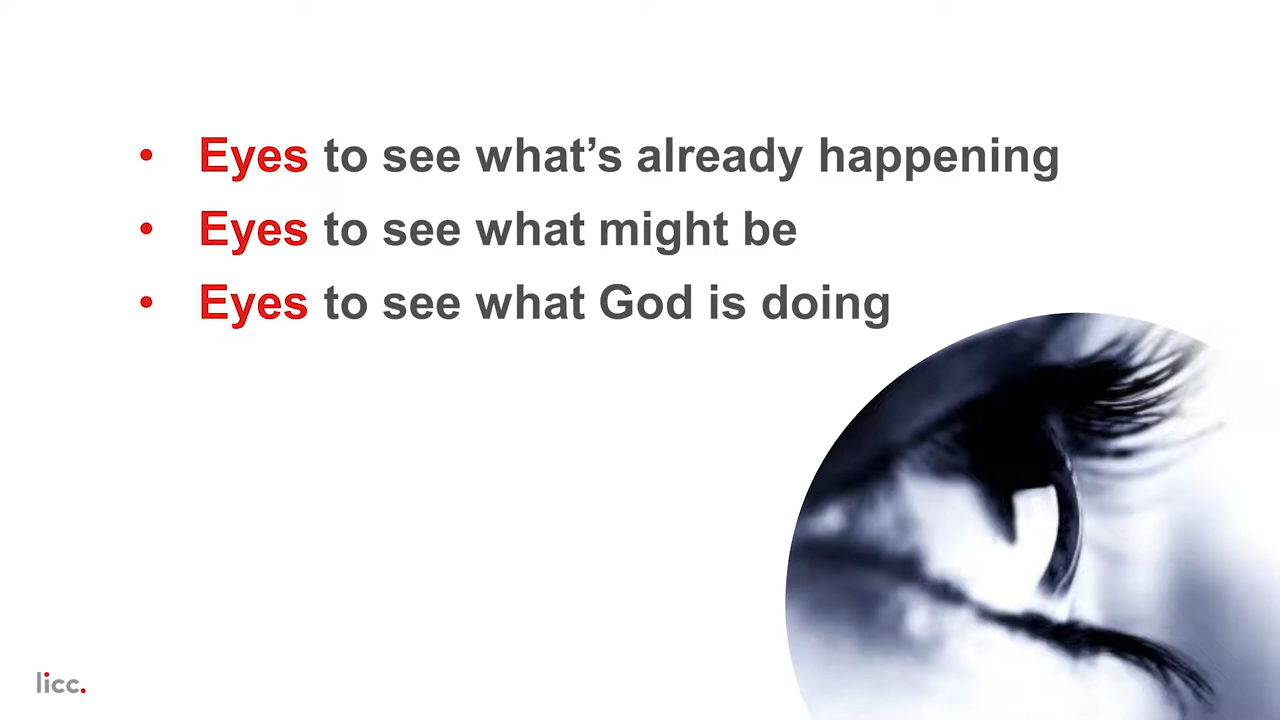 • Eyes to see what’s already happening
• Eyes to see what might be
• Eyes to see what God is doing
licc.